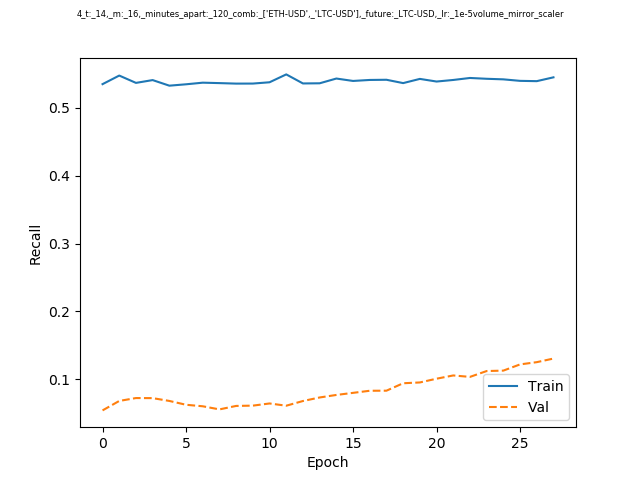 4_t:_14,_m:_16,_minutes_apart:_120_comb:_['ETH-USD',_'LTC-USD'],_future:_LTC-USD,_lr:_1e-5volume_mirror_scaler
0.5
0.4
0.3
0.2
0.1
Recall
Train
Val
0 5 10 15 20 25
Epoch